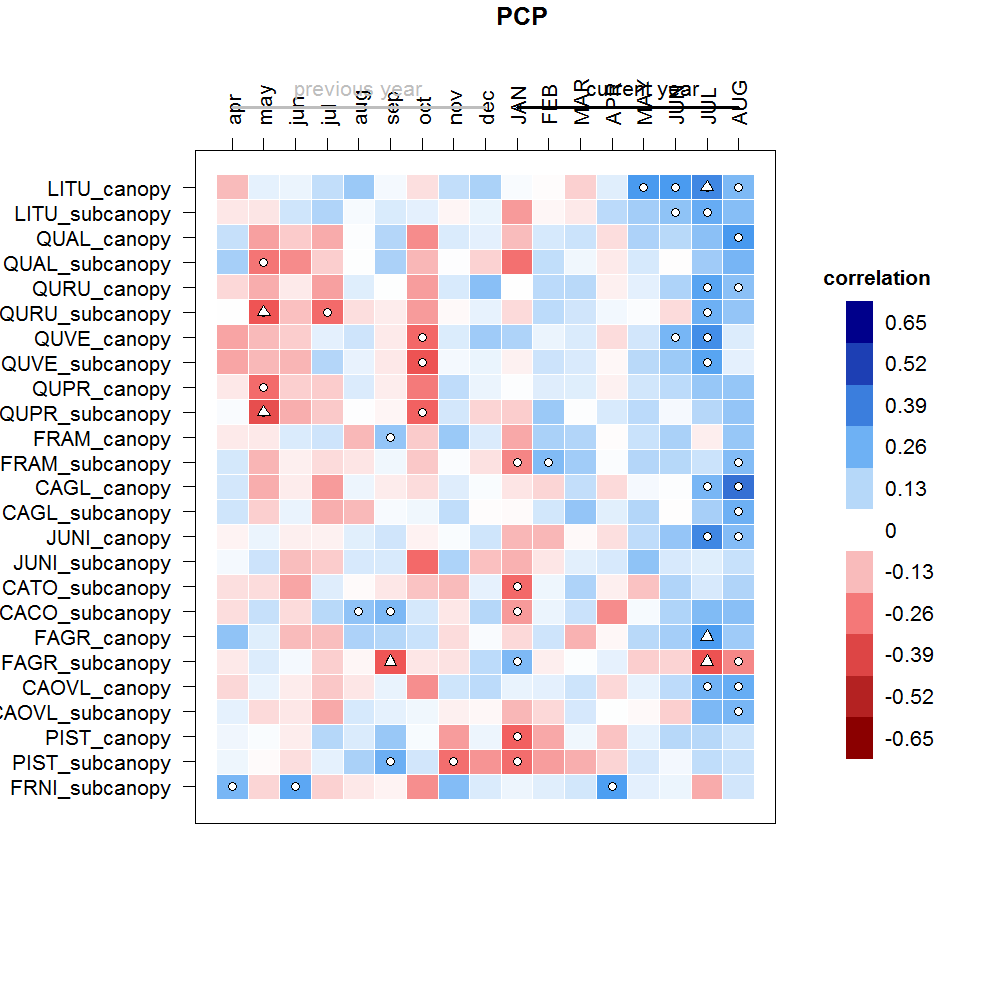 PCP
previous year
current year
apr
may
jun
jul
aug
sep
oct
nov
dec
JAN
FEB
MAR
APR
MAY
JUN
JUL
AUG
LITU_canopy
LITU_subcanopy
QUAL_canopy
QUAL_subcanopy
QURU_canopy
QURU_subcanopy
QUVE_canopy
QUVE_subcanopy
QUPR_canopy
QUPR_subcanopy
FRAM_canopy
FRAM_subcanopy
CAGL_canopy
CAGL_subcanopy
JUNI_canopy
JUNI_subcanopy
CATO_subcanopy
CACO_subcanopy
FAGR_canopy
FAGR_subcanopy
CAOVL_canopy
CAOVL_subcanopy
PIST_canopy
PIST_subcanopy
FRNI_subcanopy
correlation
0.65
0.52
0.39
0.26
0.13
0
-0.13
-0.26
-0.39
-0.52
-0.65